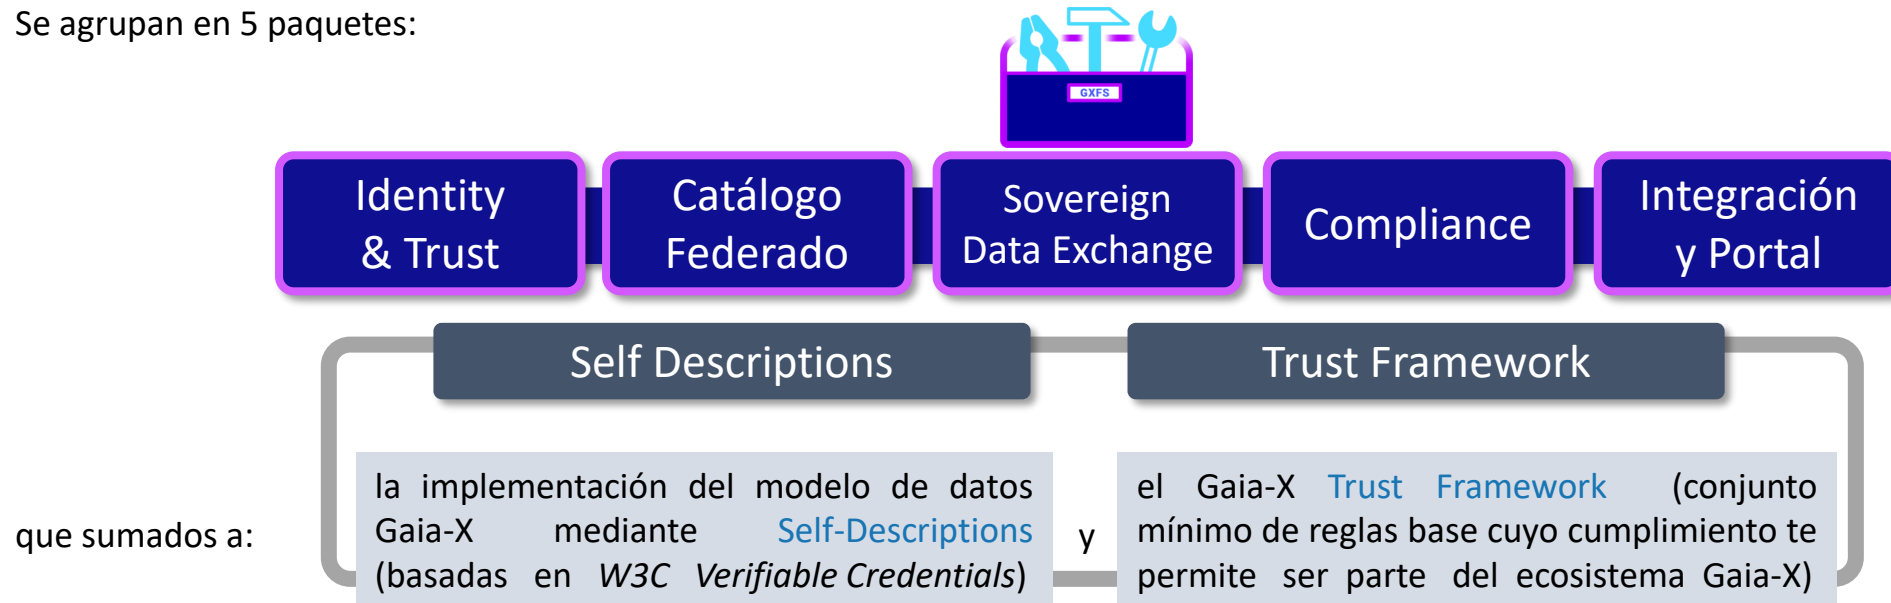 Se agrupan en 5 paquetes:
GXFS
Identity
& Trust
Catálogo
Federado
Sovereign
Data Exchange
Compliance
Integración
y Portal
Self Descriptions
Trust Framework
que sumados a:
la implementación del modelo de datos
Gaia-X mediante Self-Descriptions
(basadas en W3C Verifiable Credentials)
y
el Gaia-X Trust Framework (conjunto
mínimo de reglas base cuyo cumplimiento te
permite ser parte del ecosistema Gaia-X)